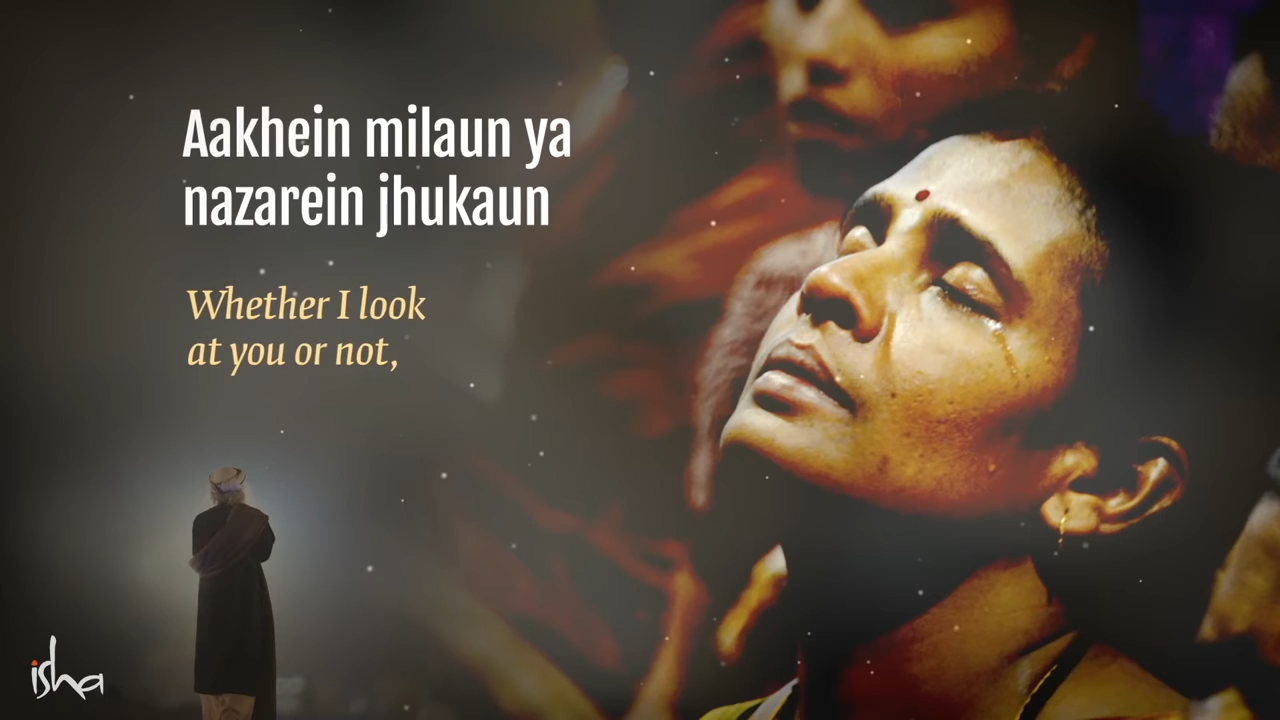 Aakhein milaun ya
nazarein jhukaun
Whether I look
at you or not,
isha